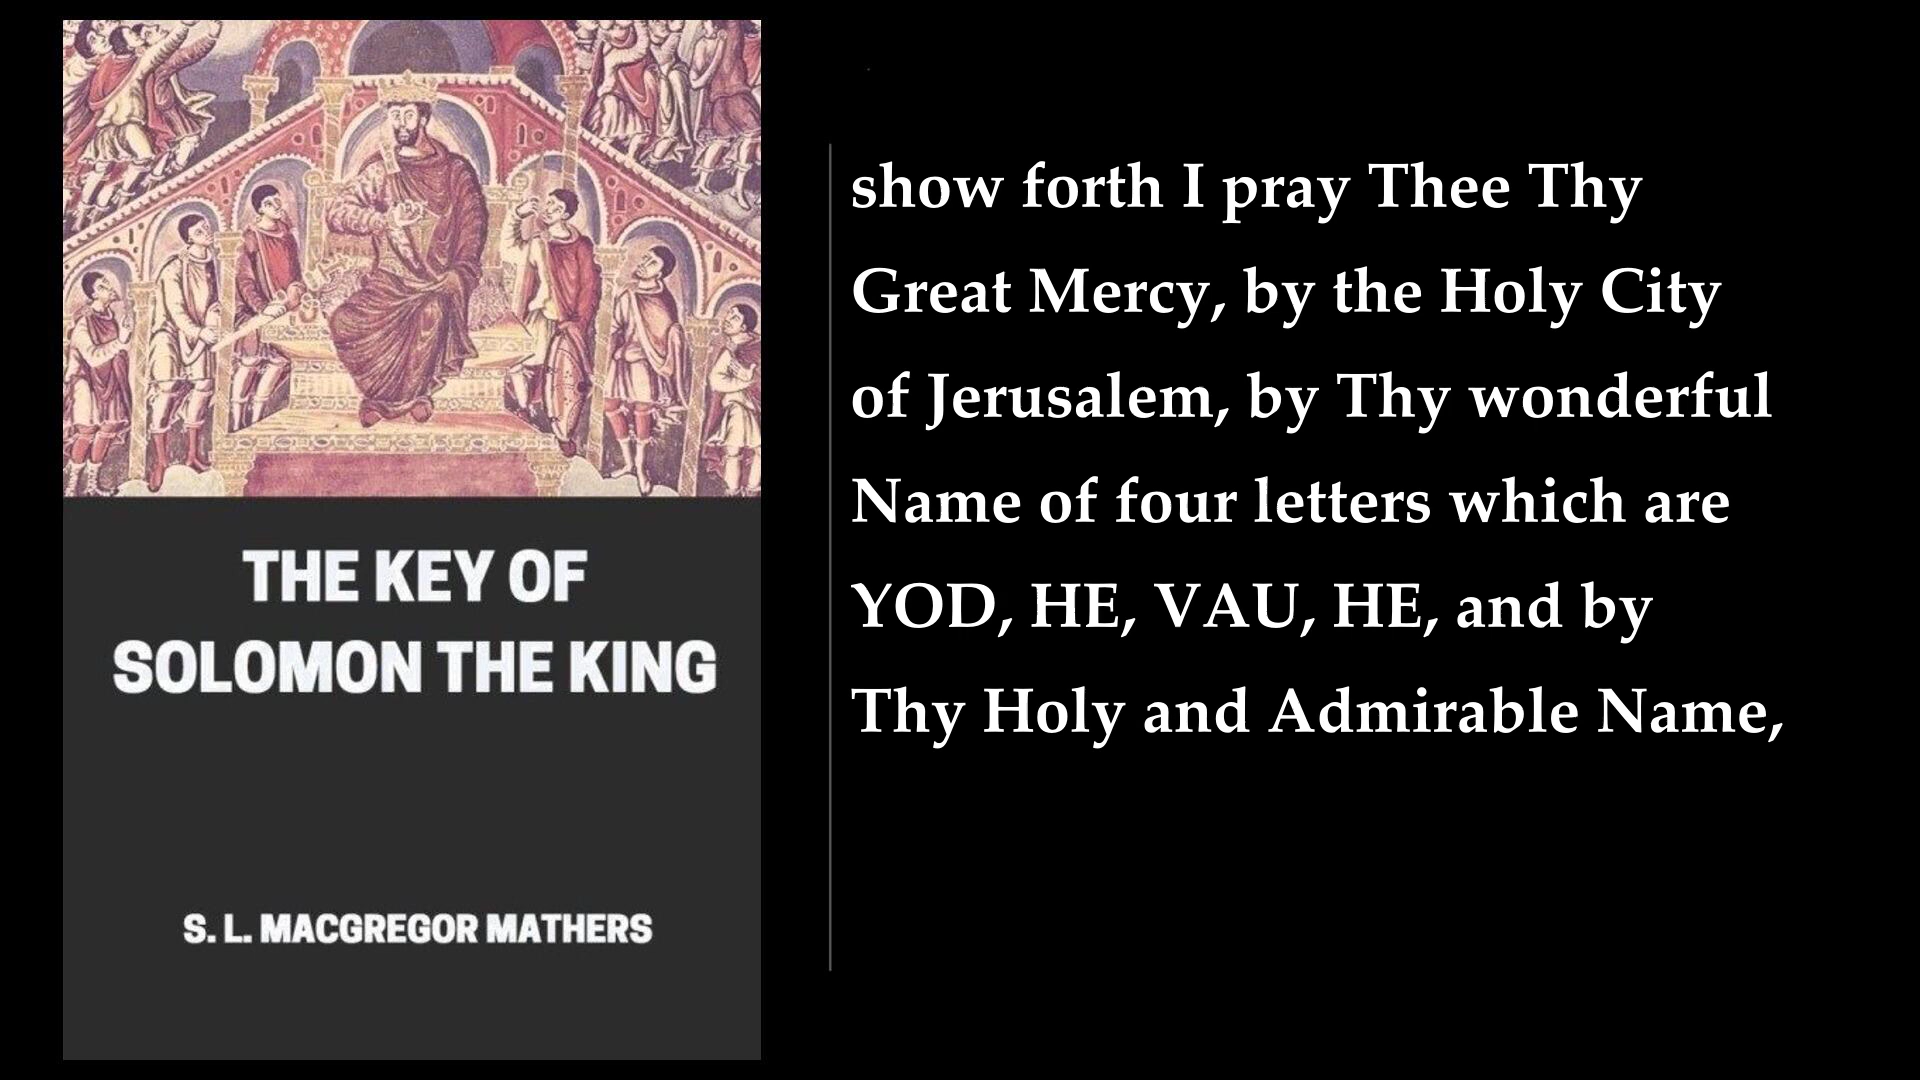 THE KEY OF
SOLOMON THE KING
S. L. MACGREGOR MATHERS
show forth I pray Thee Thy
Great Mercy, by the Holy City
of Jerusalem, by Thy wonderful
Name of four letters which are
YOD, HE, VAU, HE, and by
Thy Holy and Admirable Name,